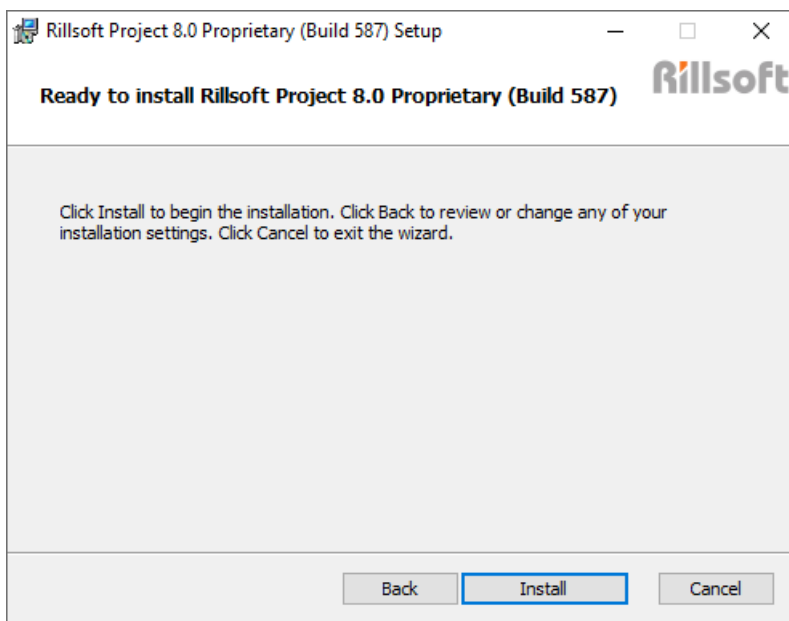 Rillsoft Project 8.0 Proprietary (Build 587) Setup
Rillsoft
Ready to install Rillsoft Project 8.0 Proprietary (Build 587)
Click Install to begin the installation. Click Back to review or change any of your
installation settings. Click Cancel to exit the wizard.
Back
Install
Cancel